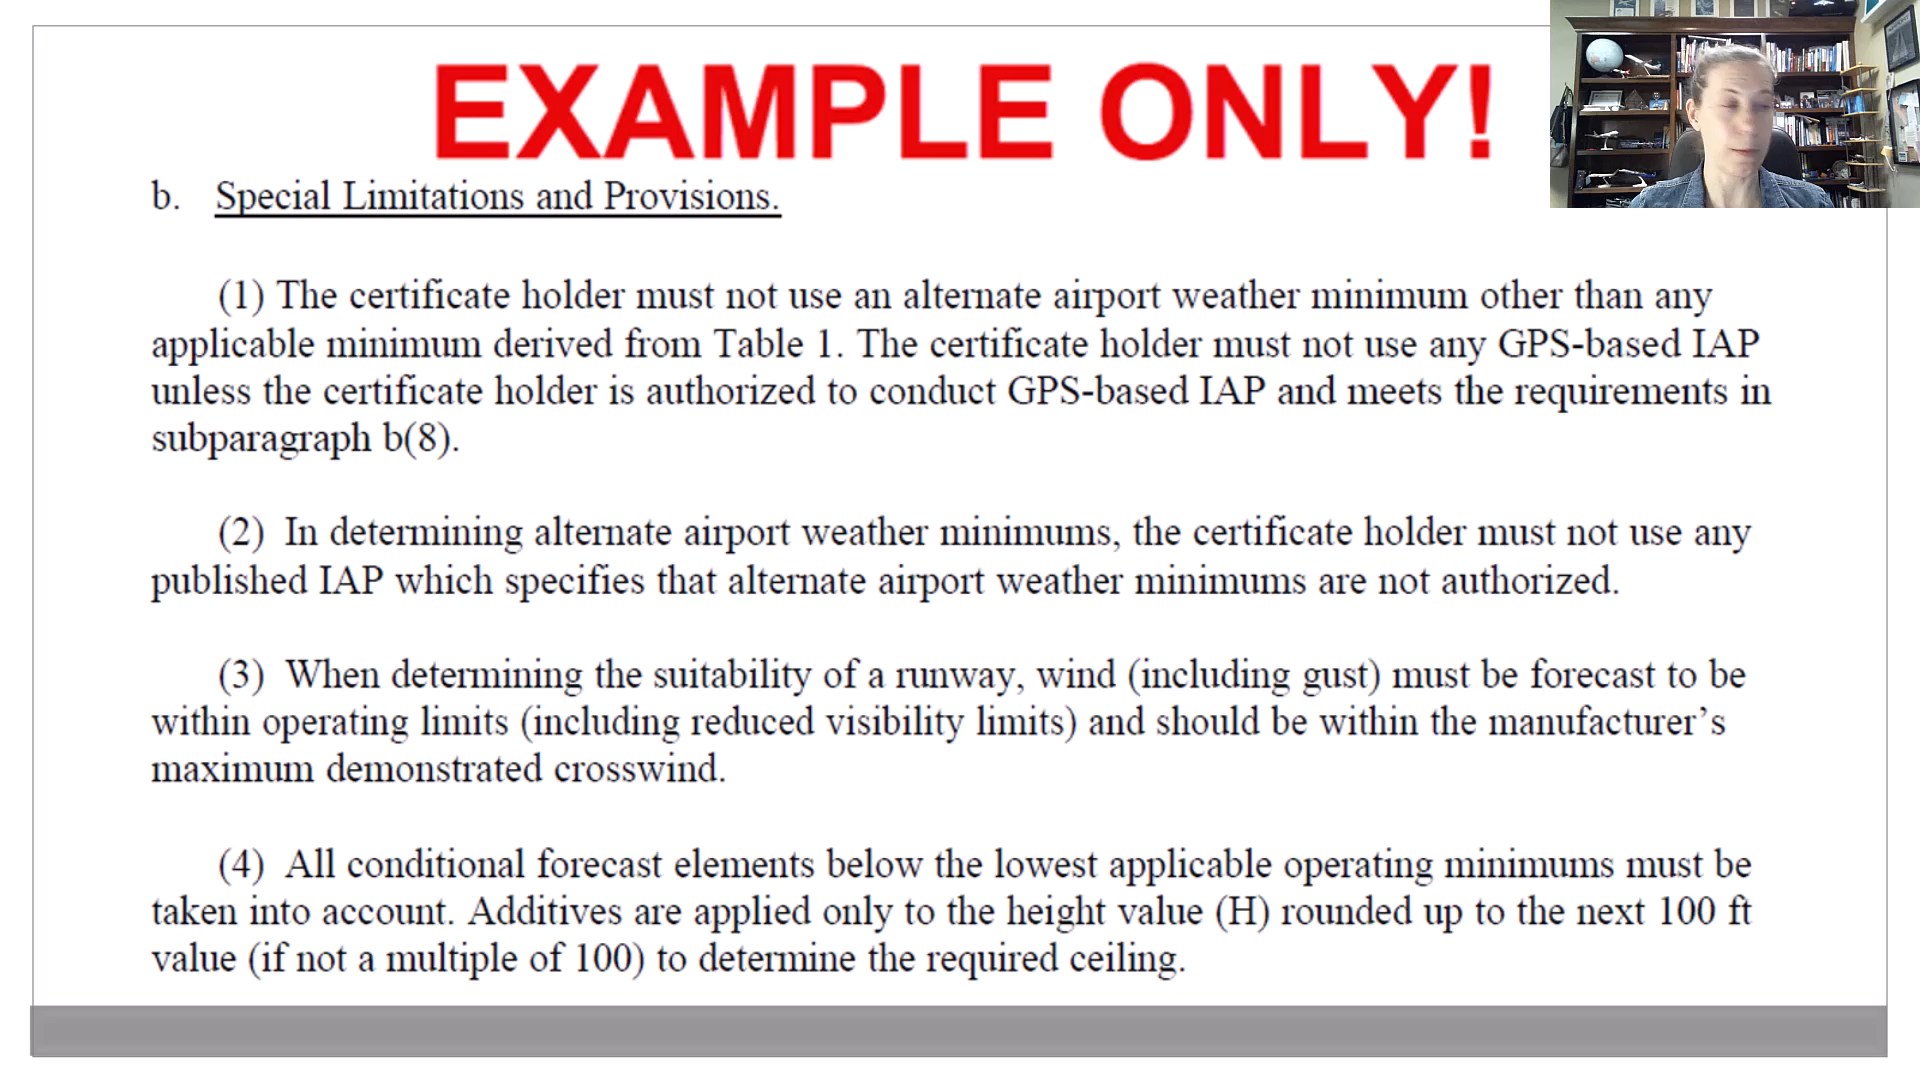 EXAMPLE ONLY!
b. Special Limitations and Provisions.
(1) The certificate holder must not use an alternate airport weather minimum other than any
applicable minimum derived from Table 1. The certificate holder must not use any GPS-based IAP
unless the certificate holder is authorized to conduct GPS-based IAP and meets the requirements in
subparagraph b(8).
(2) In determining alternate airport weather minimums, the certificate holder must not use any
published IAP which specifies that alternate airport weather minimums are not authorized.
(3) When determining the suitability of a runway, wind (including gust) must be forecast to be
within operating limits (including reduced visibility limits) and should be within the manufacturer’s
maximum demonstrated crosswind.
(4) All conditional forecast elements below the lowest applicable operating minimums must be
taken into account. Additives are applied only to the height value (H) rounded up to the next 100 ft
value (if not a multiple of 100) to determine the required ceiling.